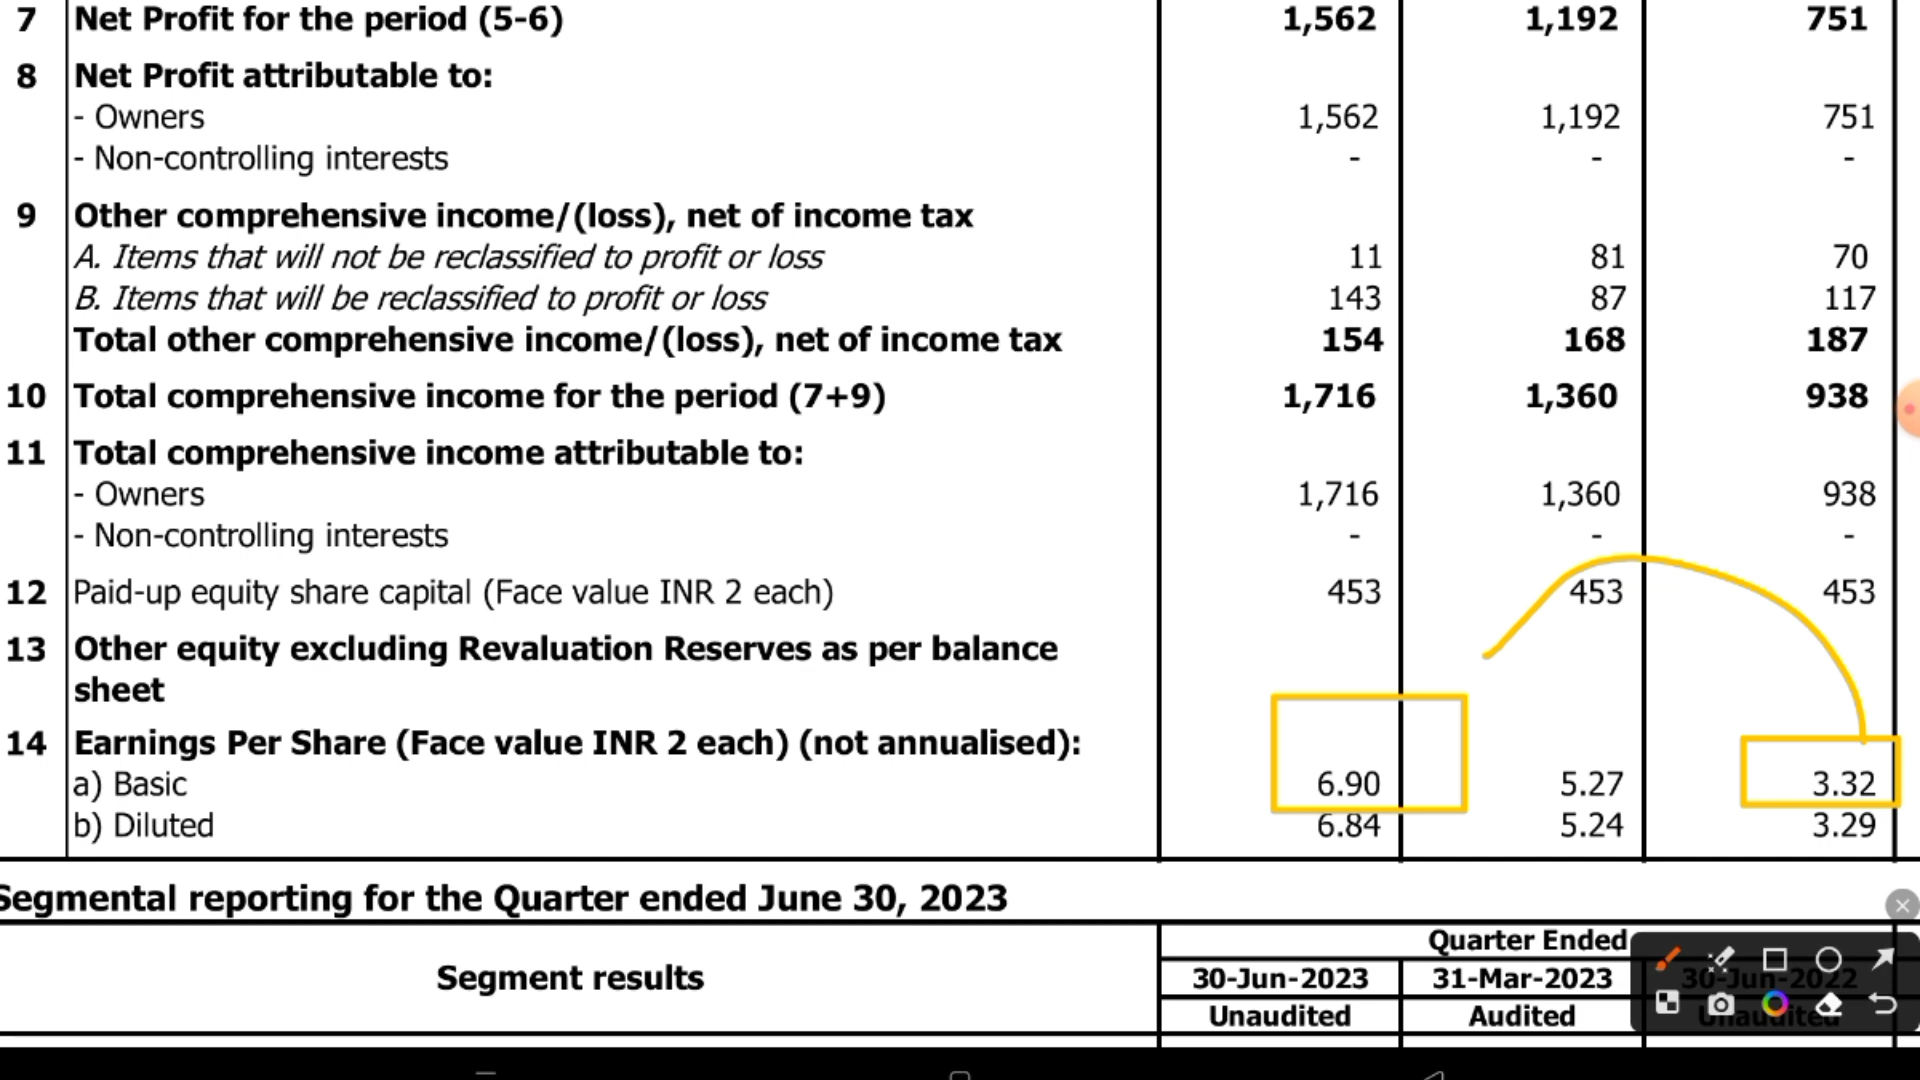 7 Net Profit for the period (5-6) 1,562 1,192 751
8 Net Profit attributable to:
- Owners 1,562 1,192 751
- Non-controlling interests - - -
9 Other comprehensive income/(loss), net of income tax
A. Items that will not be reclassified to profit or loss 11 81 70
B. Items that will be reclassified to profit or loss 143 87 117
Total other comprehensive income/(loss), net of income tax 154 168 187
10 Total comprehensive income for the period (7+9) 1,716 1,360 938
11 Total comprehensive income attributable to:
- Owners 1,716 1,360 938
- Non-controlling interests - - -
12 Paid-up equity share capital (Face value INR 2 each) 453 453 453
13 Other equity excluding Revaluation Reserves as per balance
sheet
14 Earnings Per Share (Face value INR 2 each) (not annualised):
a) Basic 6.90 5.27 3.32
b) Diluted 6.84 5.24 3.29
Segmental reporting for the Quarter ended June 30, 2023
Quarter Ended
Segment results 30-Jun-2023 31-Mar-2023 30-Jun-2022
Unaudited Audited Unaudited